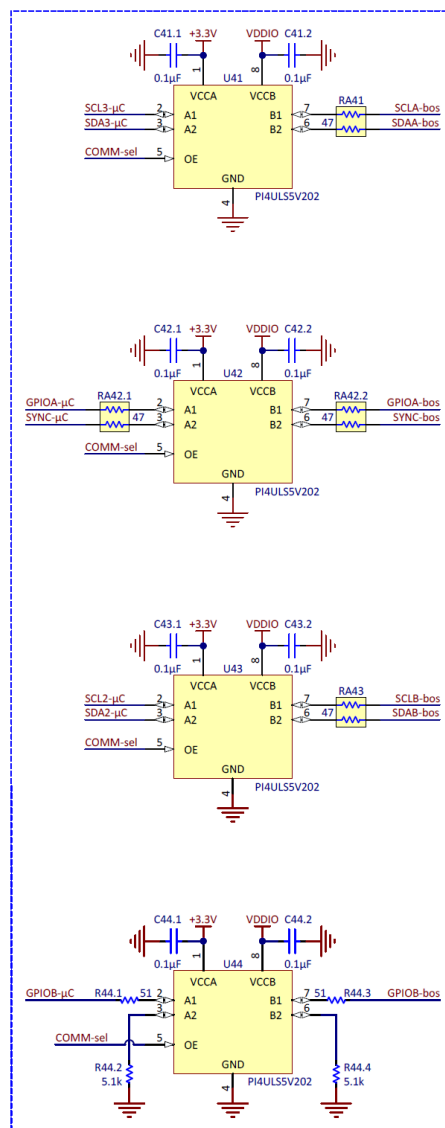 C41.1 +3.3V VDDIO C41.2
0.1µF U41 0.1µF
1 8
VCCA VCCB
SCL3-µC 2 A1 B1 7 RA41 SCLA-bos
SDA3-µC 3 A2 B2 6 47 SDAA-bos
COMM-sel 5 OE
GND
4 PI4ULS5V202
C42.1 +3.3V VDDIO C42.2
0.1µF U42 0.1µF
1 8
RA42.1 VCCA VCCB RA42.2
GPIOA-µC 2 A1 B1 7 GPIOA-bos
SYNC-µC 47 3 A2 B2 6 47 SYNC-bos
COMM-sel 5 OE
GND
4 PI4ULS5V202
C43.1 +3.3V VDDIO C43.2
0.1µF U43 0.1µF
1 8
VCCA VCCB
SCL2-µC 2 A1 B1 7 RA43 SCLB-bos
SDA2-µC 3 A2 B2 6 47 SDAB-bos
COMM-sel 5 OE
GND
4 PI4ULS5V202
C44.1 +3.3V VDDIO C44.2
0.1µF U44 0.1µF
1 8
VCCA VCCB
GPIOB-µC R44.1 51 2 A1 B1 7 51 R44.3 GPIOB-bos
3 A2 B2 6
COMM-sel 5 OE
R44.2 GND R44.4
5.1k 4 PI4ULS5V202 5.1k